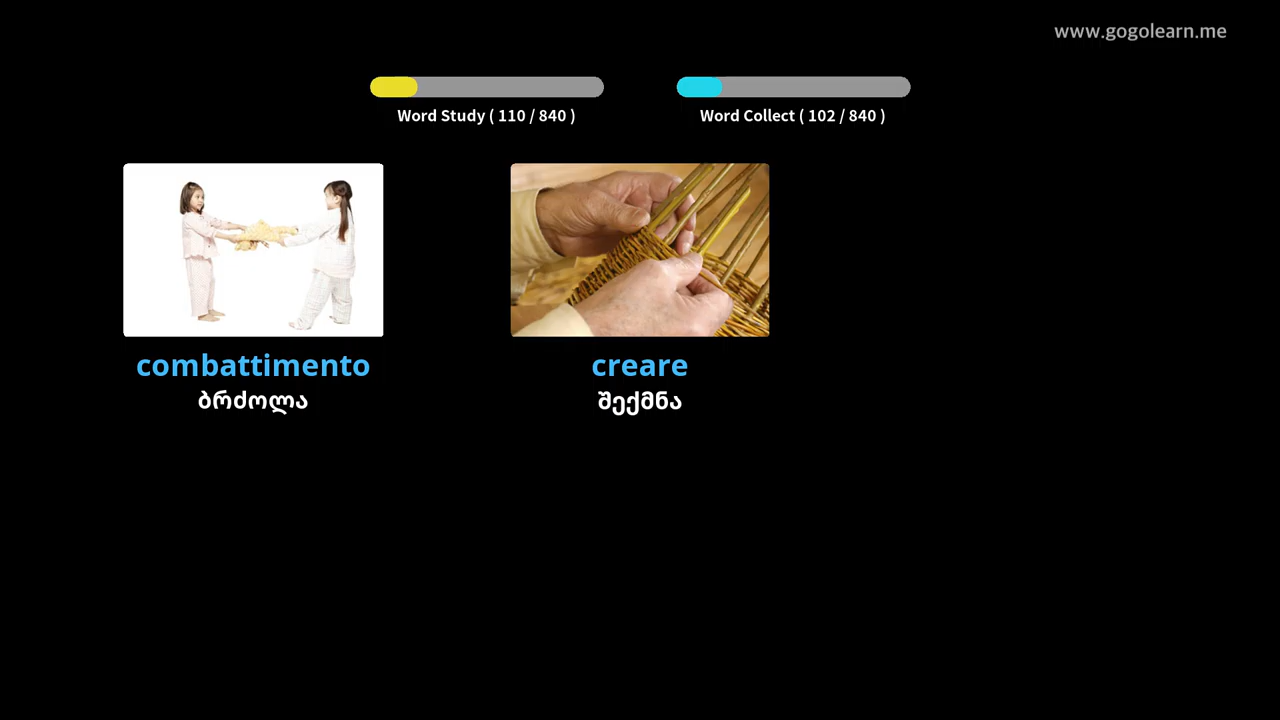 www.gogolearn.me
Word Study ( 110 / 840 )
Word Collect ( 102 / 840 )
combattimento
ბრძოლა
creare
შექმნა